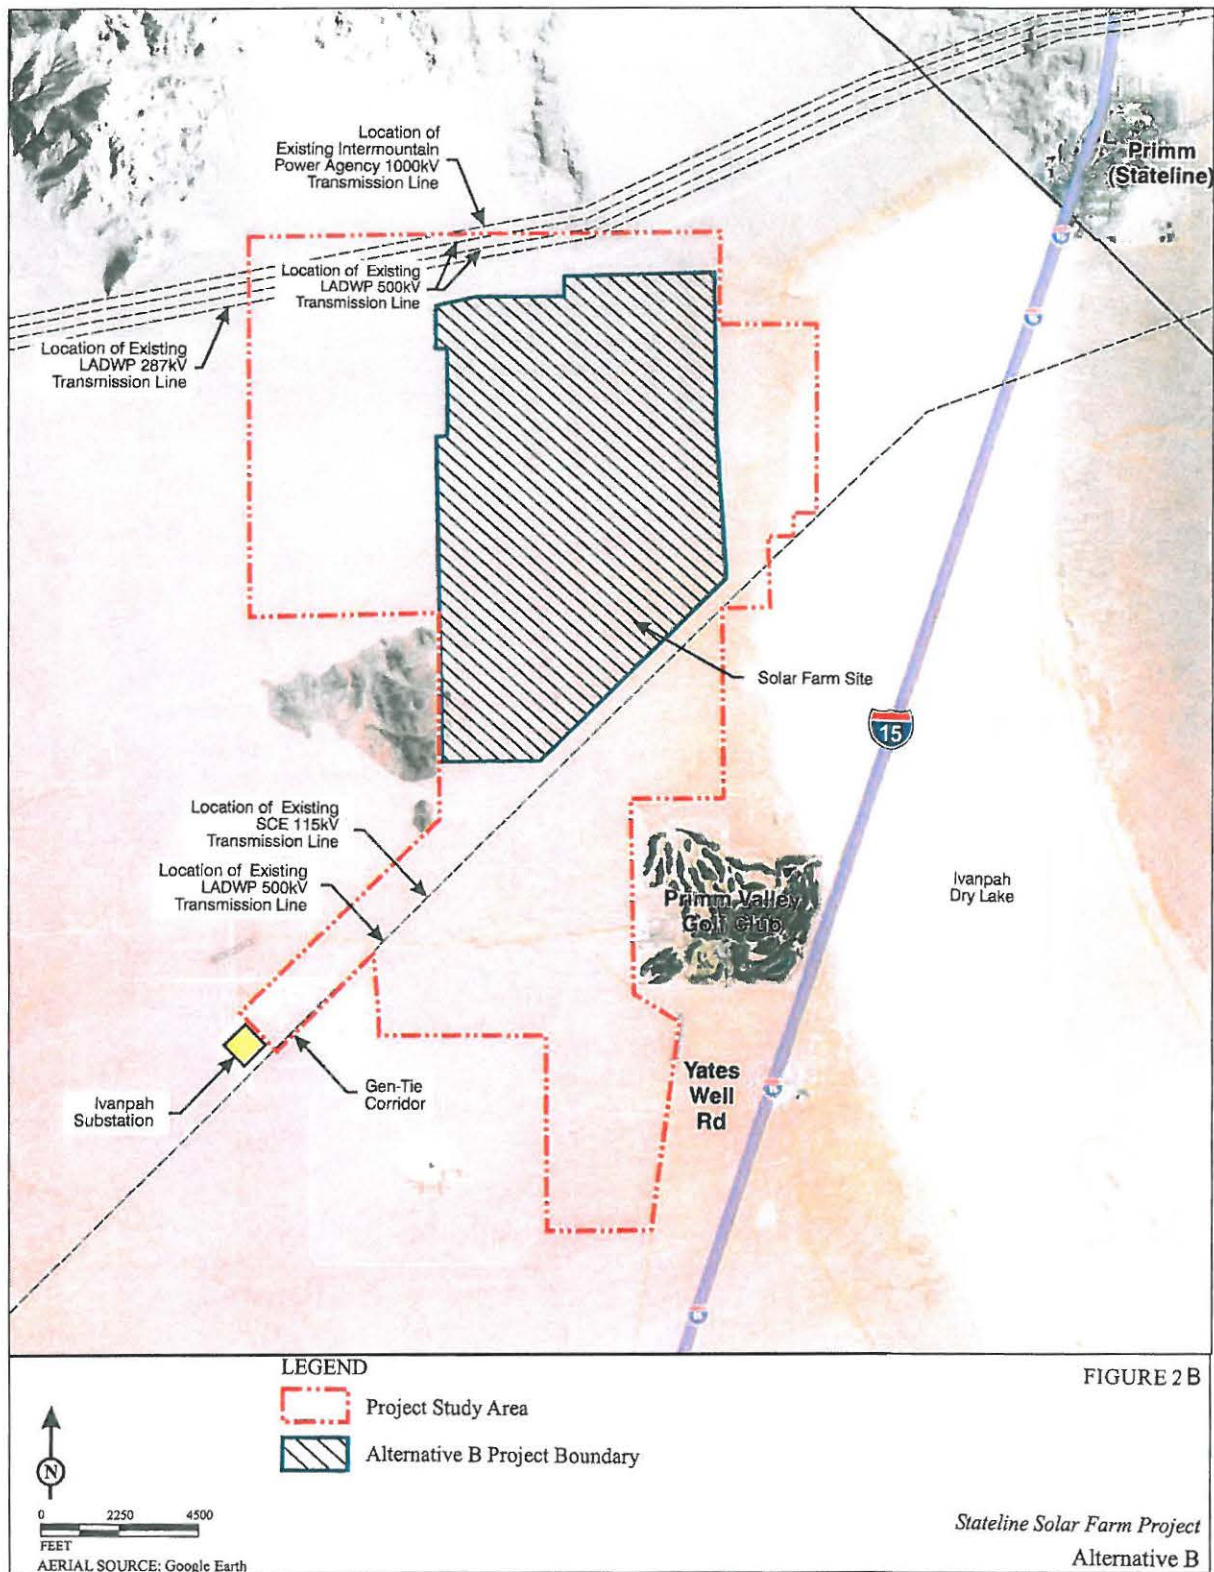 Location of
Existing Intermountain
Power Agency 1000kV
Transmission Line
Primm
(Stateline)
Location of Existing
LADWP 500kV
Transmission Line
Location of Existing
LADWP 287kV
Transmission Line
Solar Farm Site
15
Location of Existing
SCE 115kV
Transmission Line
Location of Existing
LADWP 500kV
Transmission Line
Primm Valley
Golf Club
Ivanpah
Dry Lake
Gen-Tie
Corridor
Ivanpah
Substation
Yates
Well
Rd
LEGEND
Project Study Area
Alternative B Project Boundary
FIGURE 2 B
N
0 2250 4500
FEET
AERIAL SOURCE: Google Earth
Stateline Solar Farm Project
Alternative B